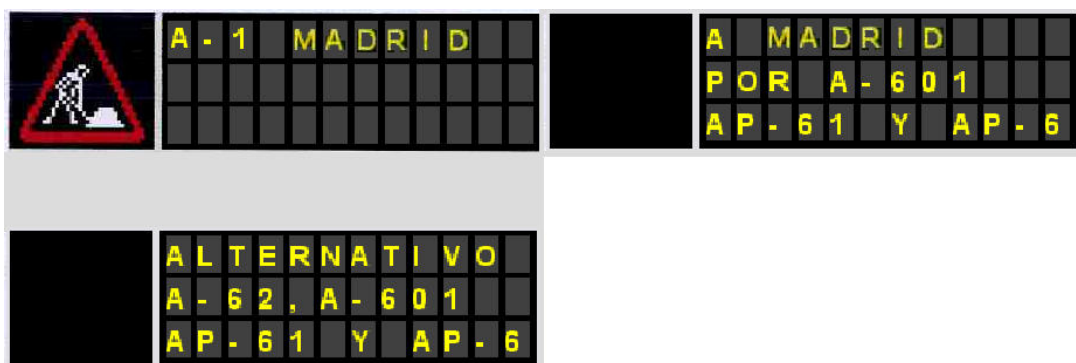 A-1 MADRID
A MADRID
POR A-601
AP-61 Y AP-6
ALTERNATIVO
A-62,A-601
AP-61 Y AP-6